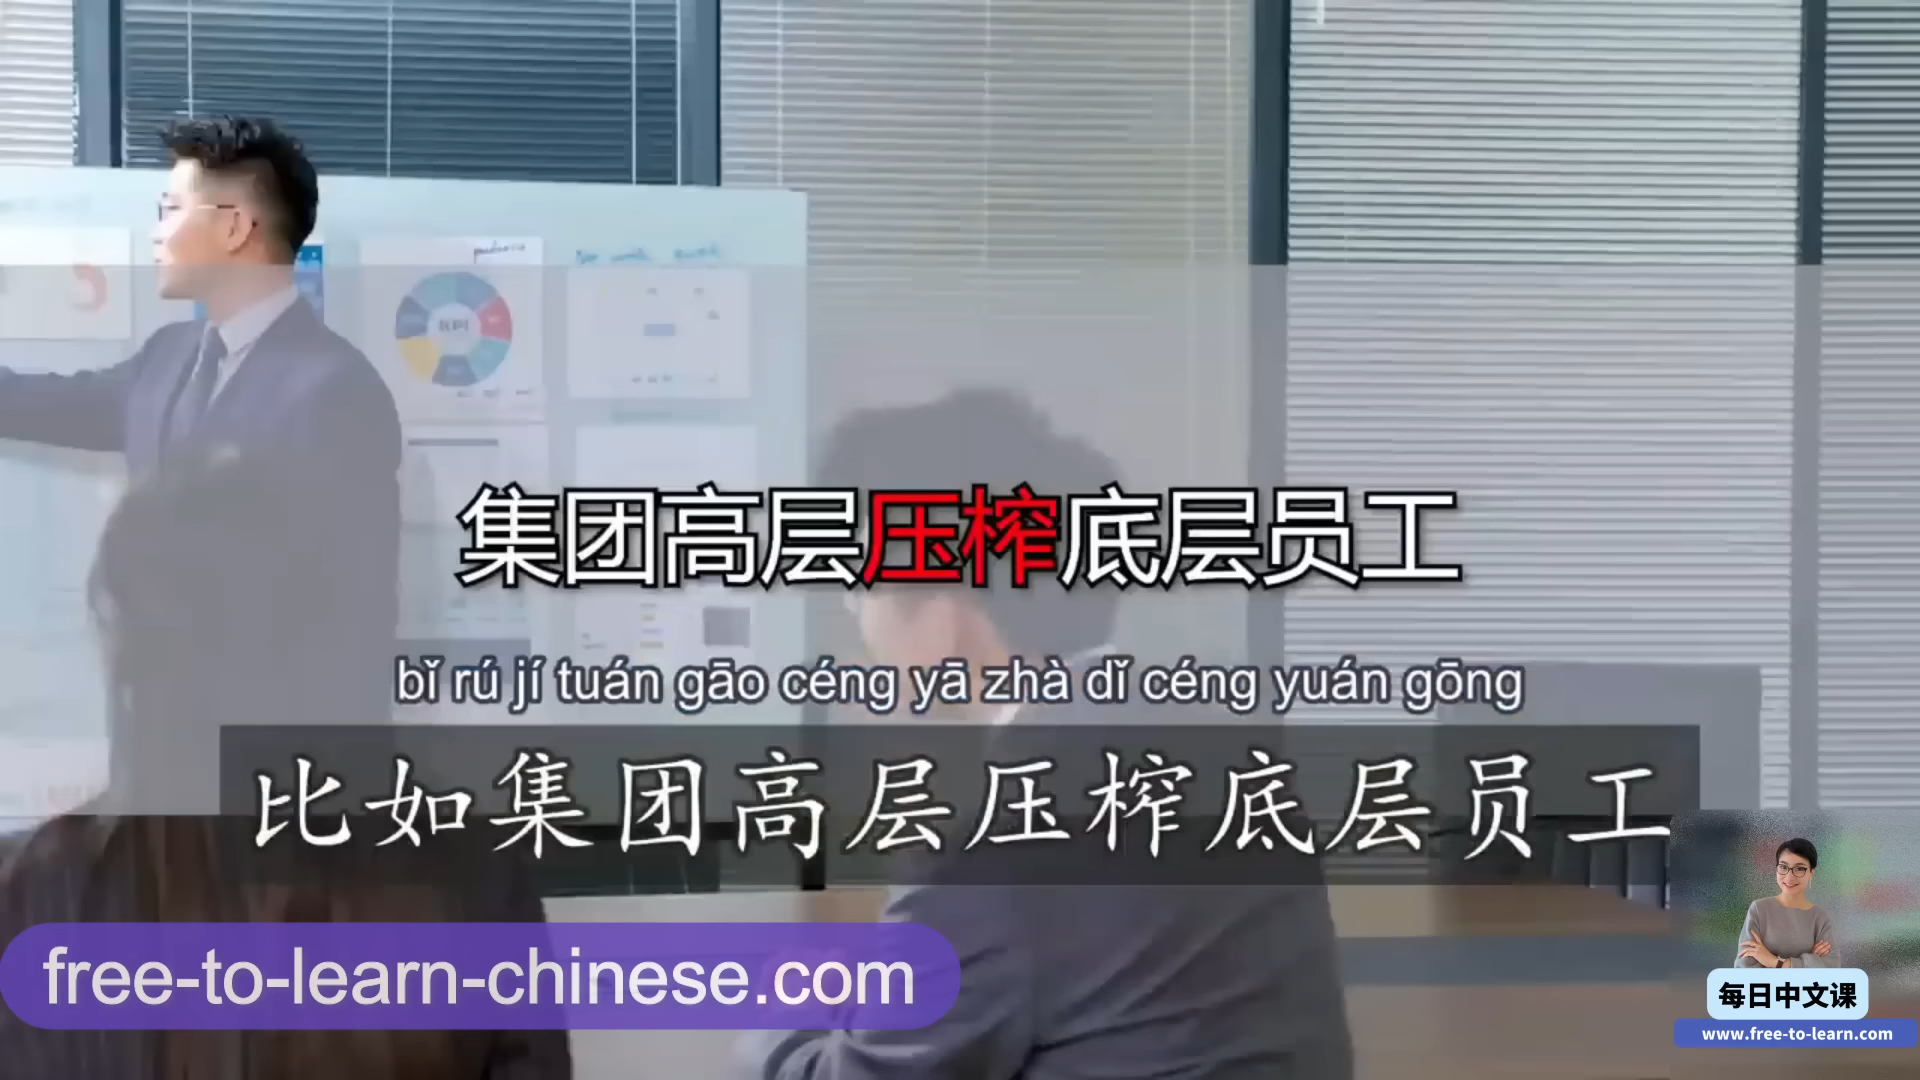 KPI
集团高层压榨底层员工
bǐ rú jí tuán gāo céng yā zhà dǐ céng yuán gōng
比如集团高层压榨底层员工
free-to-learn-chinese.com
每日中文课
www.free-to-learn.com